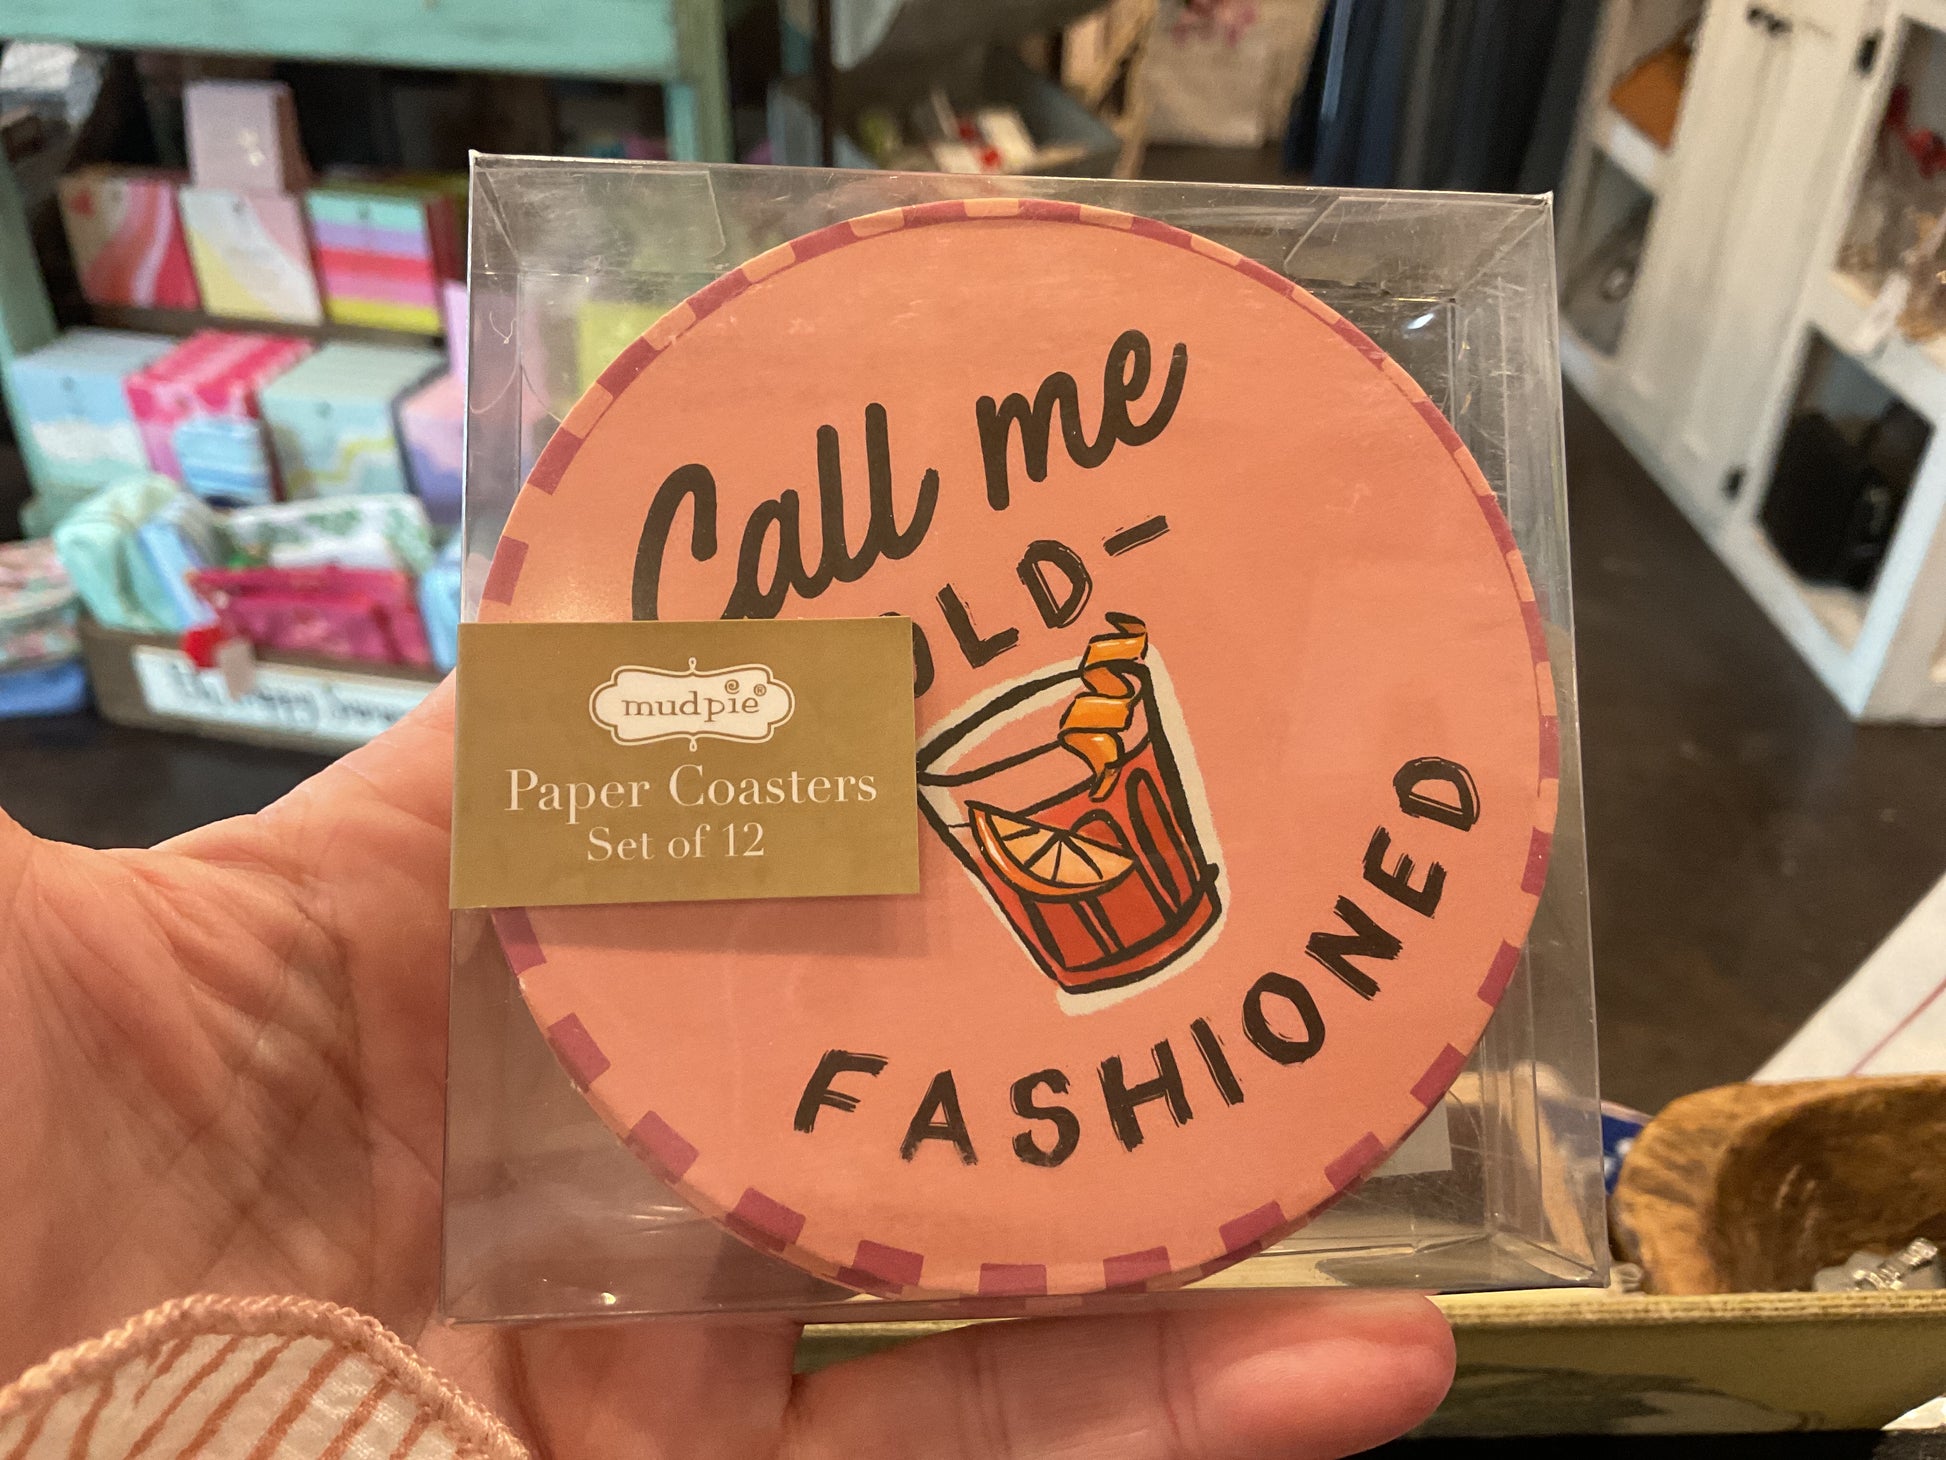 Call me
OLD-
FASHIONED
mudpie®
Paper Coasters
Set of 12